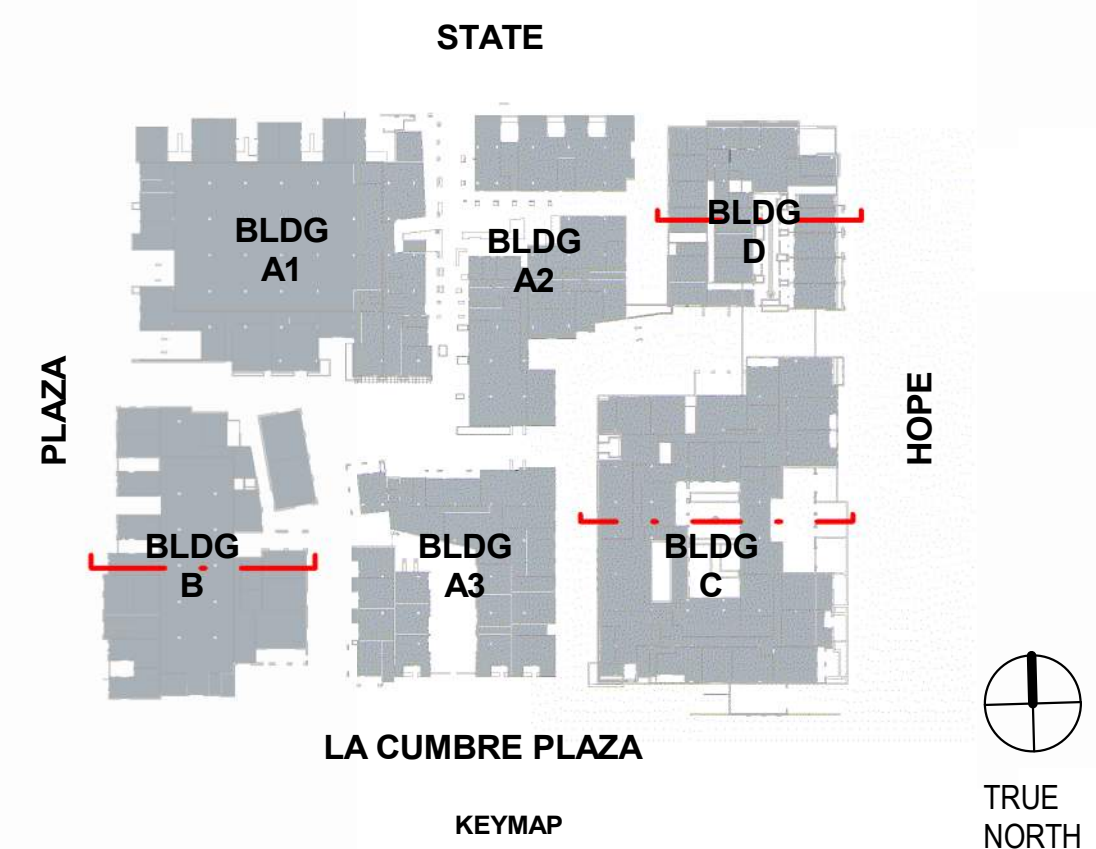 STATE
BLDG
A1
BLDG
A2
BLDG
D
PLAZA
HOPE
BLDG
B
BLDG
A3
BLDG
C
LA CUMBRE PLAZA
KEYMAP
TRUE
NORTH